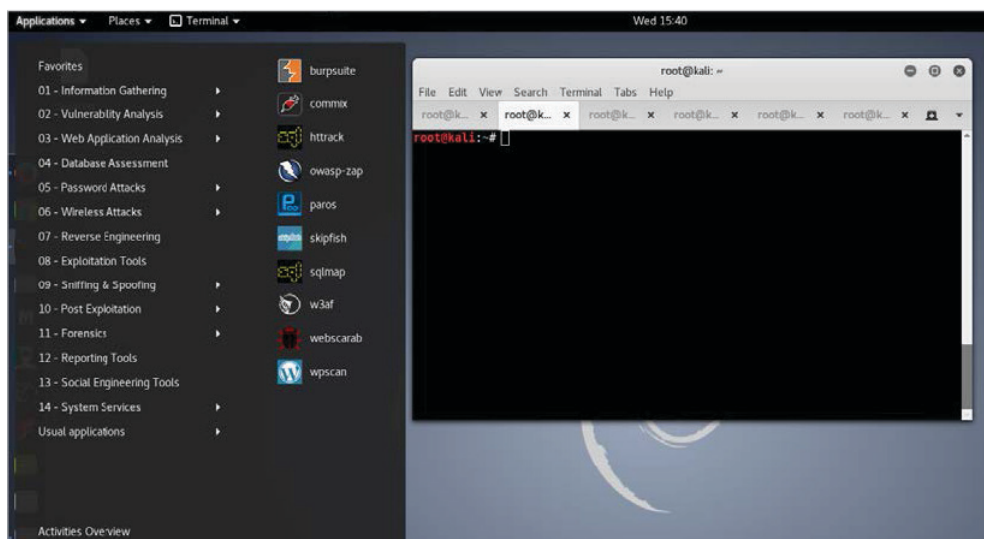 Applications Places Terminal Wed 15:40
Favorites
01 - Information Gathering
02 - Vulnerability Analysis
03 - Web Application Analysis
04 - Database Assessment
05 - Password Attacks
06 - Wireless Attacks
07 - Reverse Engineering
08 - Exploitation Tools
09 - Sniffing & Spoofing
10 - Post Exploitation
11 - Forensics
12 - Reporting Tools
13 - Social Engineering Tools
14 - System Services
Usual applications
Activities Overview
burpsuite
commix
httrack
owasp-zap
paros
skipfish
sqlmap
w3af
webscarab
wpscan
root@kali: ~
File Edit View Search Terminal Tabs Help
root@k... root@k... root@k... root@k... root@k... root@k...
root@kali:~#